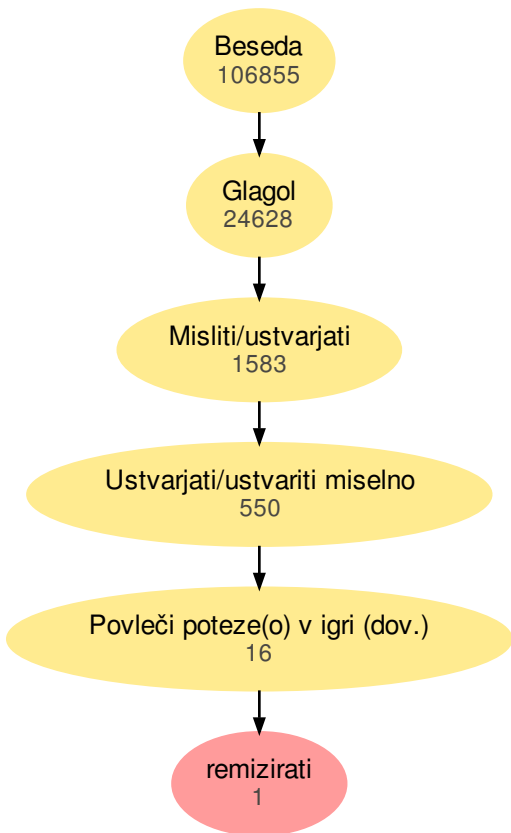 Beseda
106855
Glagol
24628
Misliti/ustvarjati
1583
Ustvarjati/ustvariti miselno
550
Povleči poteze(o) v igri (dov.)
16
remizirati
1